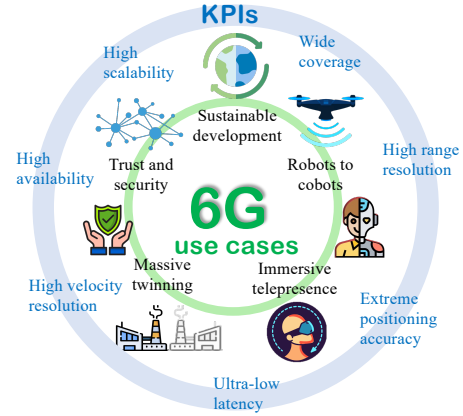 KPIs
High
scalability
Wide
coverage
Sustainable
development
Trust and
security
Robots to
cobots
High
availability
High range
resolution
6G
use cases
Massive
twinning
Immersive
telepresence
High velocity
resolution
Extreme
positioning
accuracy
Ultra-low
latency